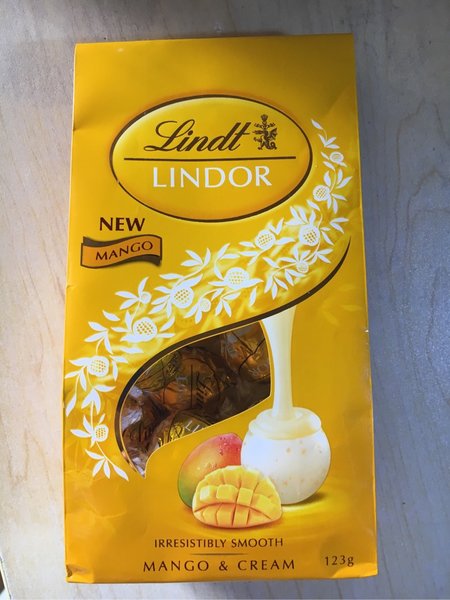 Lindt
LINDOR
NEW
MANGO
IRRESISTIBLY SMOOTH
MANGO & CREAM
123g